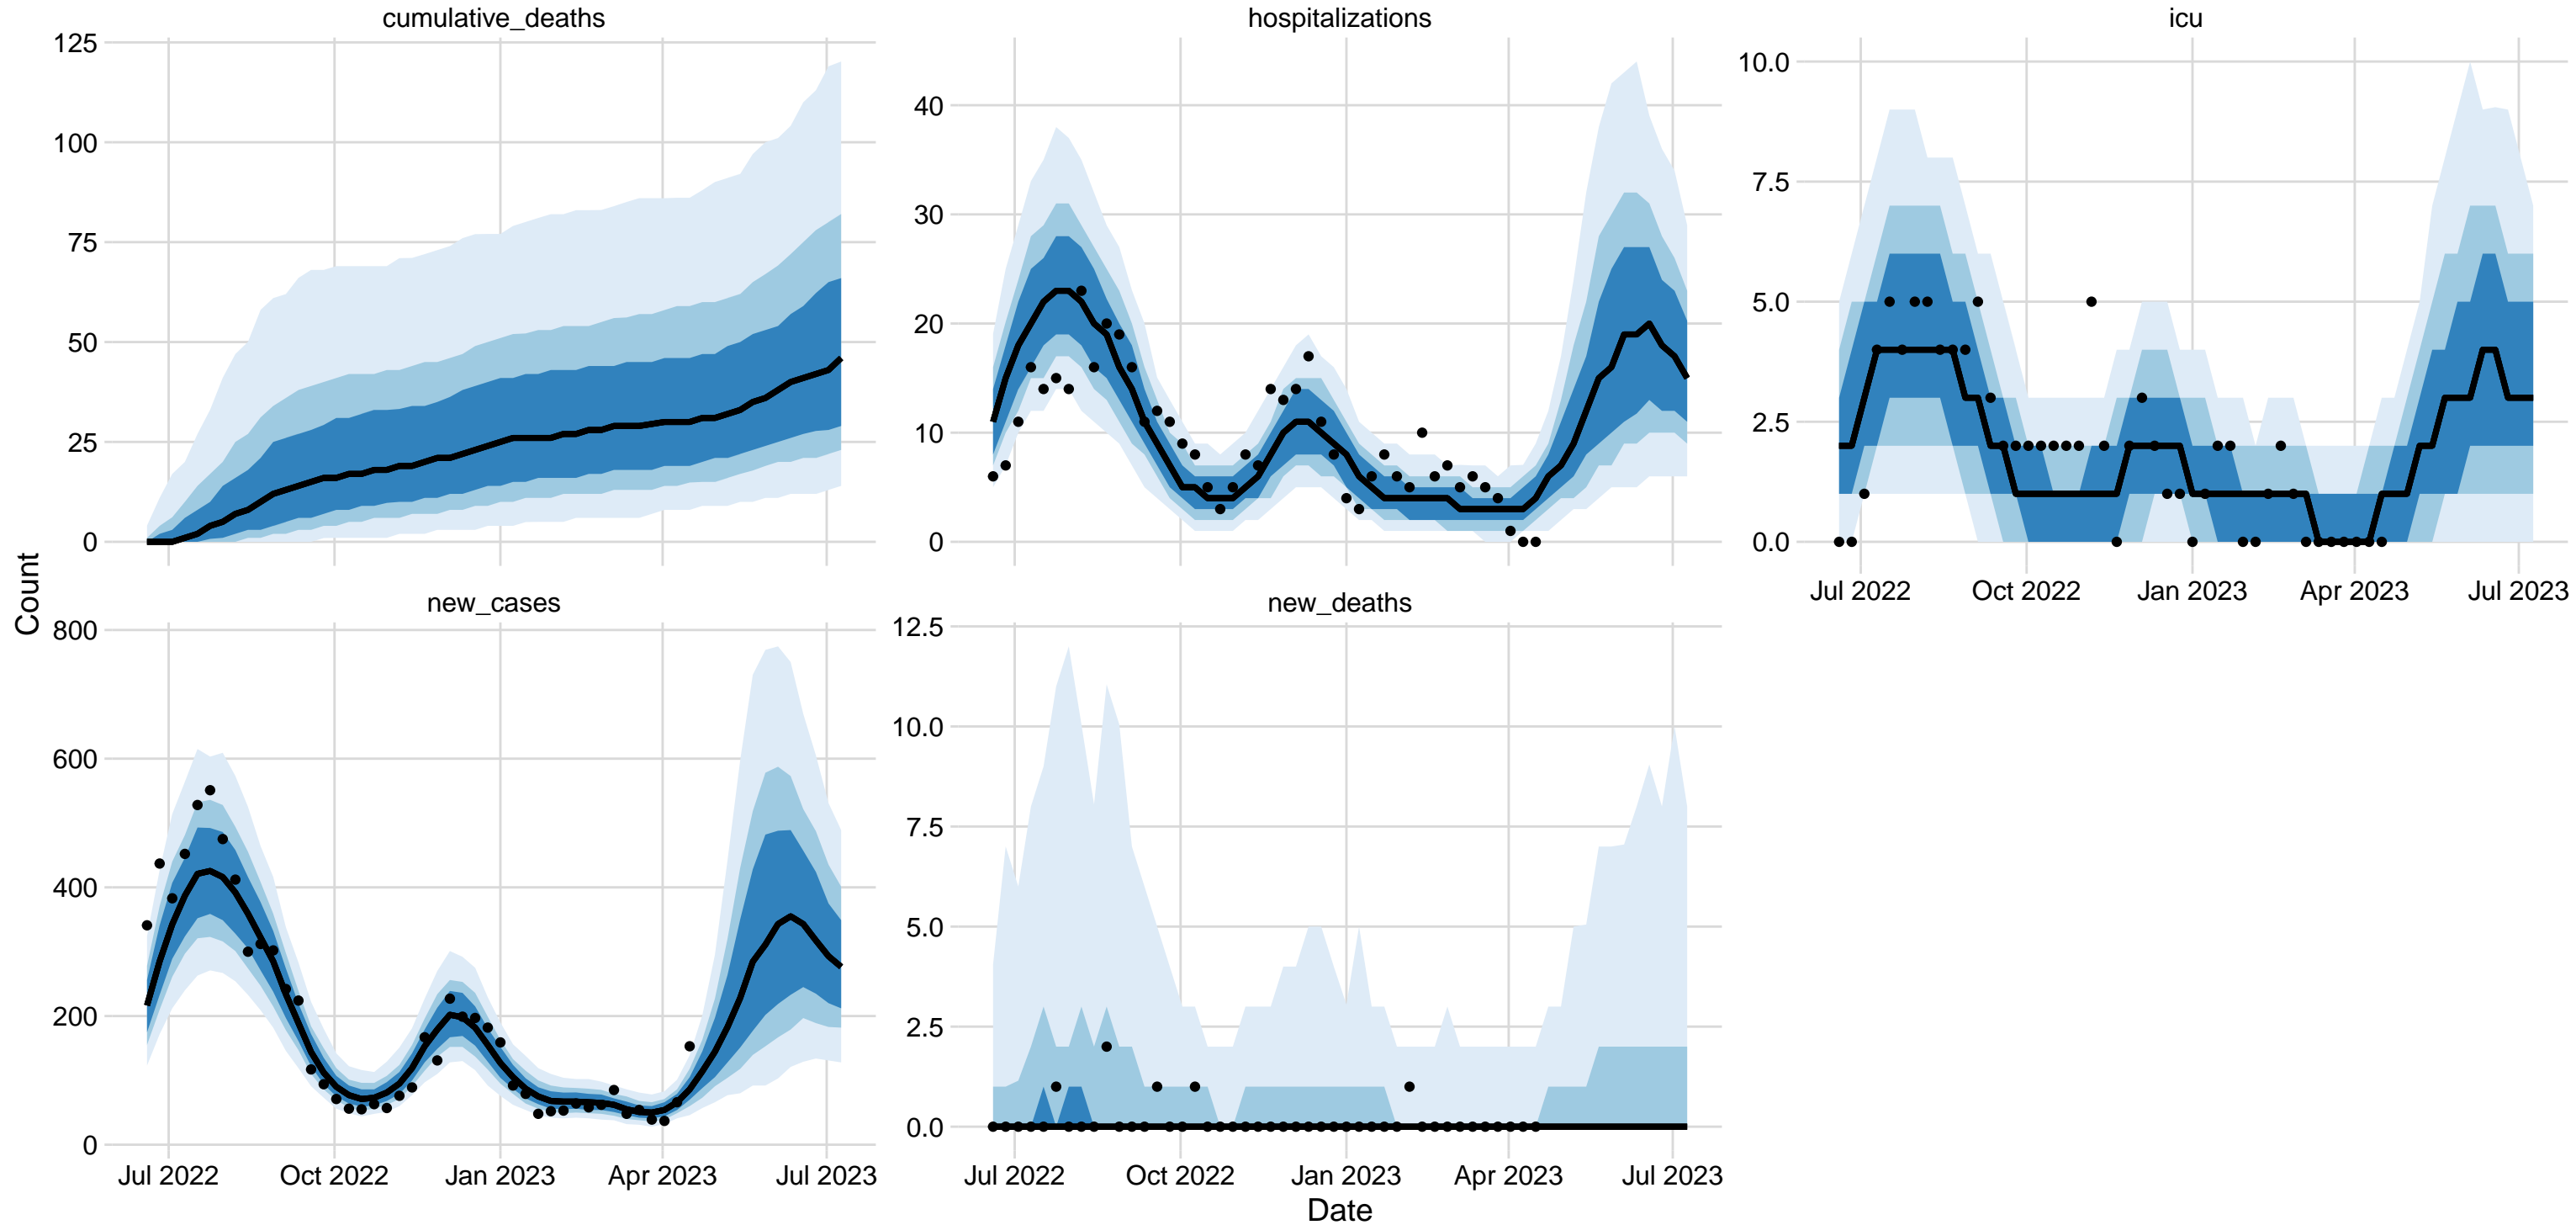 cumulative_deaths
hospitalizations
icu
125
100
75
50
25
0
40
30
20
10
0
10.0
7.5
5.0
2.5
0.0
Jul 2022 Oct 2022 Jan 2023 Apr 2023 Jul 2023
Count
new_cases
new_deaths
800
600
400
200
0
12.5
10.0
7.5
5.0
2.5
0.0
Jul 2022 Oct 2022 Jan 2023 Apr 2023 Jul 2023
Jul 2022 Oct 2022 Jan 2023 Apr 2023 Jul 2023
Date